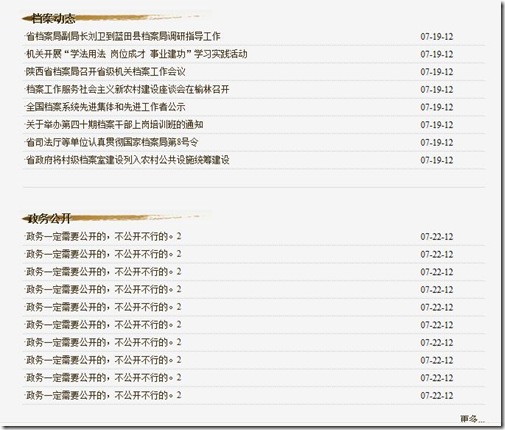 档案动态
·省档案局副局长刘卫到蓝田县档案局调研指导工作 07-19-12
·机关开展“学法用法 岗位成才 事业建功”学习实践活动 07-19-12
·陕西省档案局召开省级机关档案工作会议 07-19-12
·档案工作服务社会主义新农村建设座谈会在榆林召开 07-19-12
·全国档案系统先进集体和先进工作者公示 07-19-12
·关于举办第四十期档案干部上岗培训班的通知 07-19-12
·省司法厅等单位认真贯彻国家档案局第8号令 07-19-12
·省政府将村级档案室建设列入农村公共设施统筹建设 07-19-12
政务公开
·政务一定需要公开的，不公开不行的。2 07-22-12
·政务一定需要公开的，不公开不行的。2 07-22-12
·政务一定需要公开的，不公开不行的。2 07-22-12
·政务一定需要公开的，不公开不行的。2 07-22-12
·政务一定需要公开的，不公开不行的。2 07-22-12
·政务一定需要公开的，不公开不行的。2 07-22-12
·政务一定需要公开的，不公开不行的。2 07-22-12
·政务一定需要公开的，不公开不行的。2 07-22-12
·政务一定需要公开的，不公开不行的。2 07-22-12
·政务一定需要公开的，不公开不行的。2 07-22-12
更多...